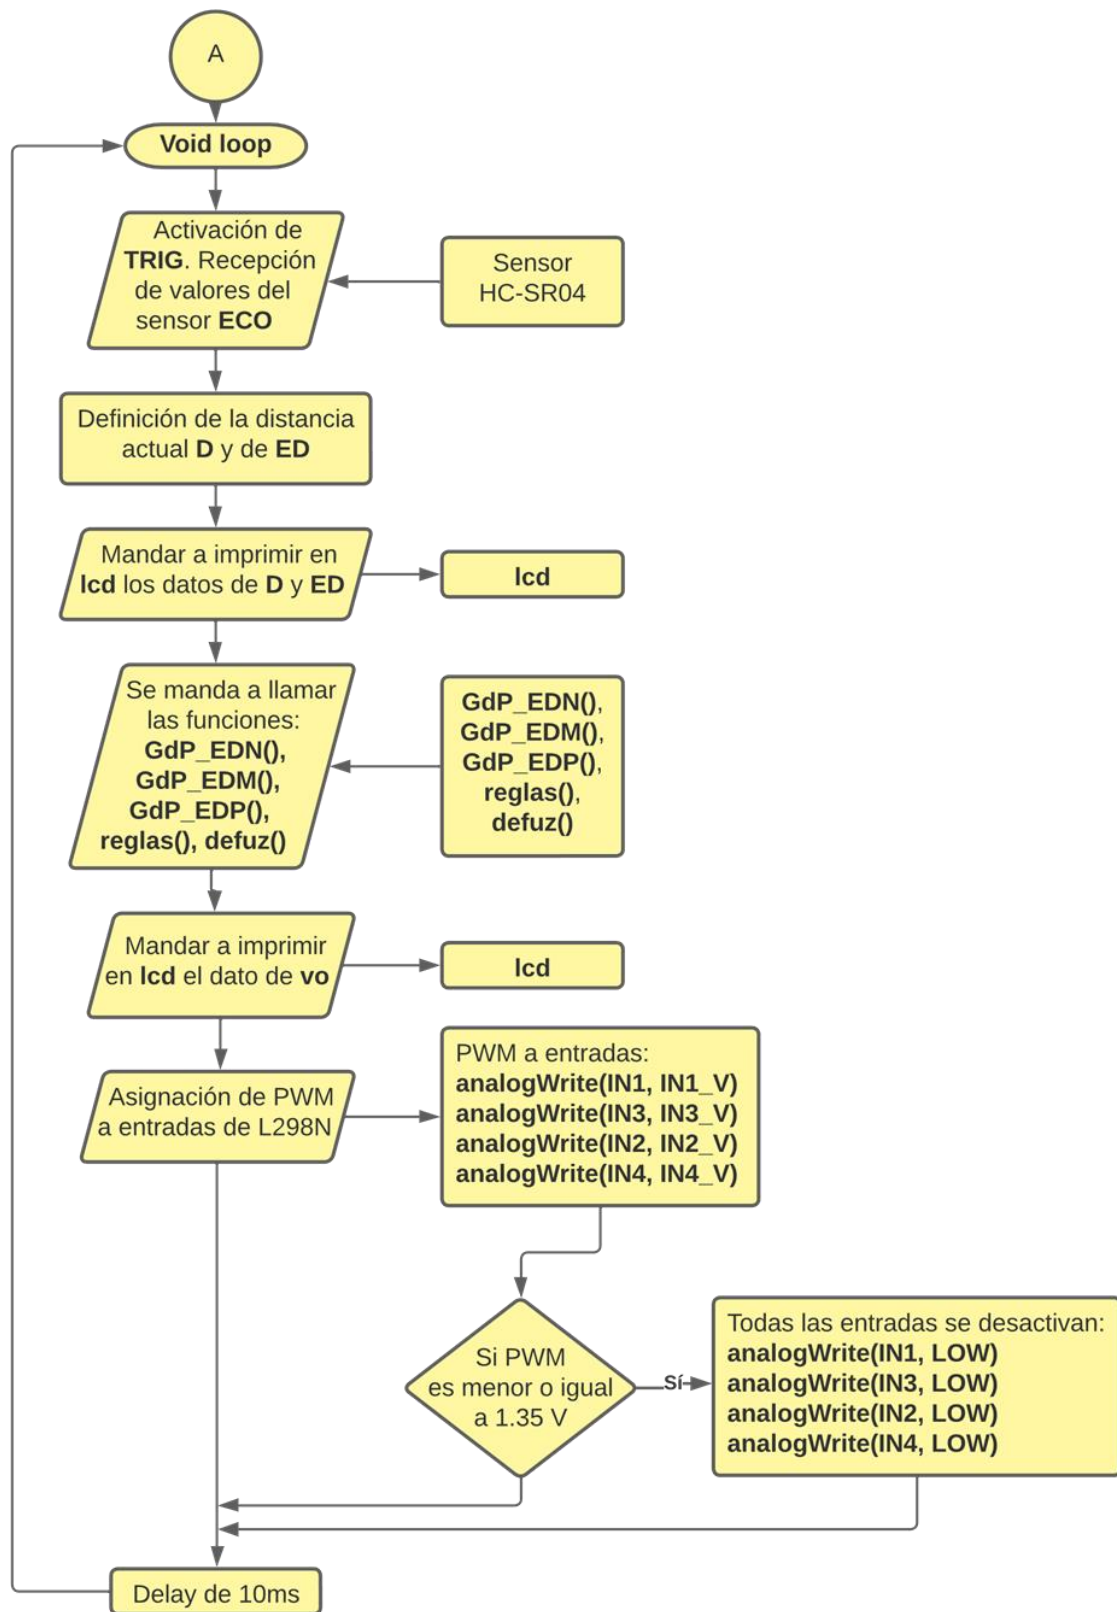 A
Void loop
Activación de
TRIG. Recepción
de valores del
sensor ECO
Sensor
HC-SR04
Definición de la distancia
actual D y de ED
Mandar a imprimir en
lcd los datos de D y ED
lcd
Se manda a llamar
las funciones:
GdP_EDN(),
GdP_EDM(),
GdP_EDP(),
reglas(), defuz()
GdP_EDN(),
GdP_EDM(),
GdP_EDP(),
reglas(),
defuz()
Mandar a imprimir
en lcd el dato de vo
lcd
Asignación de PWM
a entradas de L298N
PWM a entradas:
analogWrite(IN1, IN1_V)
analogWrite(IN3, IN3_V)
analogWrite(IN2, IN2_V)
analogWrite(IN4, IN4_V)
Si PWM
es menor o igual
a 1.35 V
Sí
Todas las entradas se desactivan:
analogWrite(IN1, LOW)
analogWrite(IN3, LOW)
analogWrite(IN2, LOW)
analogWrite(IN4, LOW)
Delay de 10ms